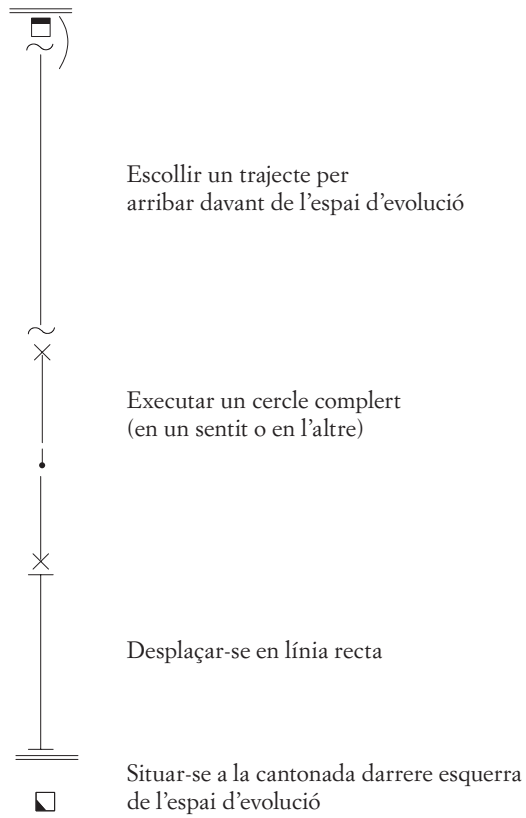 Escollir un trajecte per
arribar davant de l’espai d’evolució
Executar un cercle complert
(en un sentit o en l’altre)
Desplaçar-se en línia recta
Situar-se a la cantonada darrere esquerra
de l’espai d’evolució